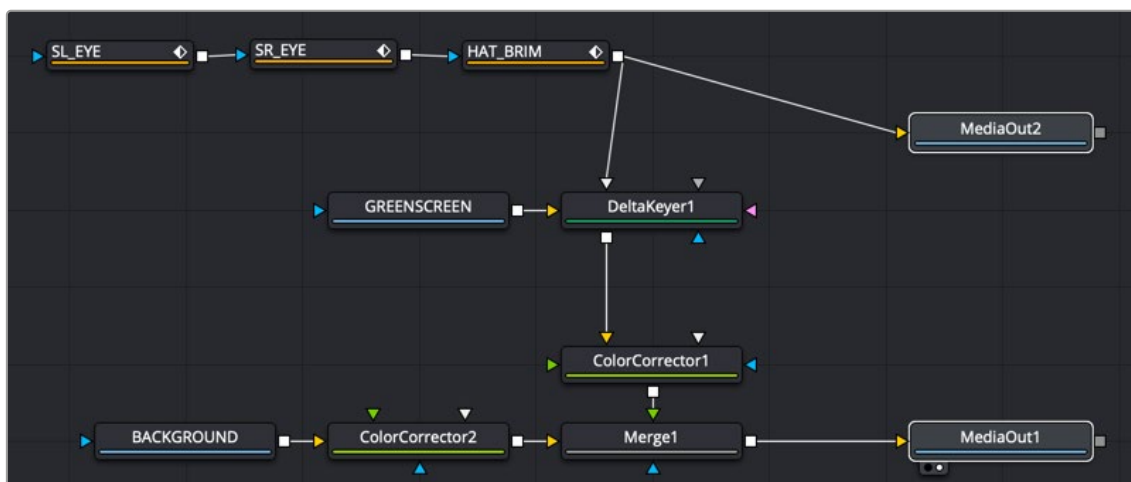 SL_EYE
SR_EYE
HAT_BRIM
MediaOut2
GREENSCREEN
DeltaKeyer1
ColorCorrector1
BACKGROUND
ColorCorrector2
Merge1
MediaOut1